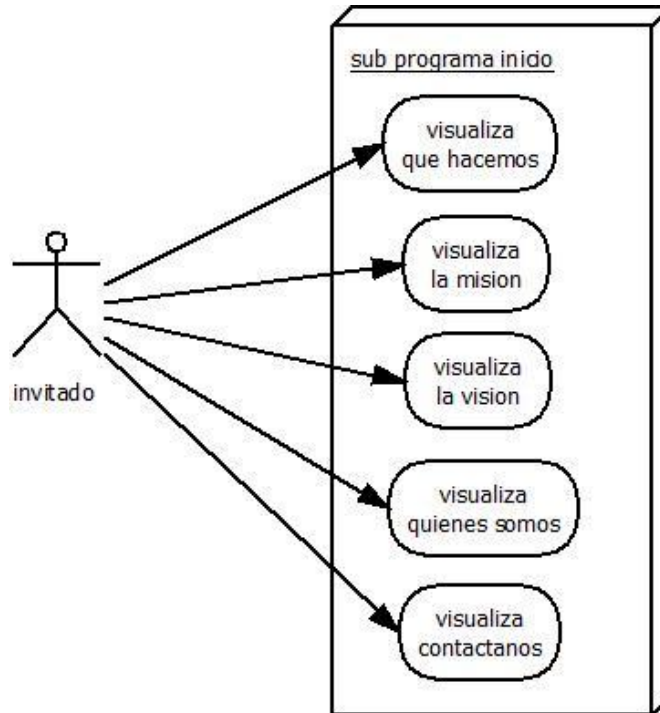 sub programa inicio
visualiza
que hacemos
visualiza
la mision
visualiza
la vision
invitado
visualiza
quienes somos
visualiza
contactanos